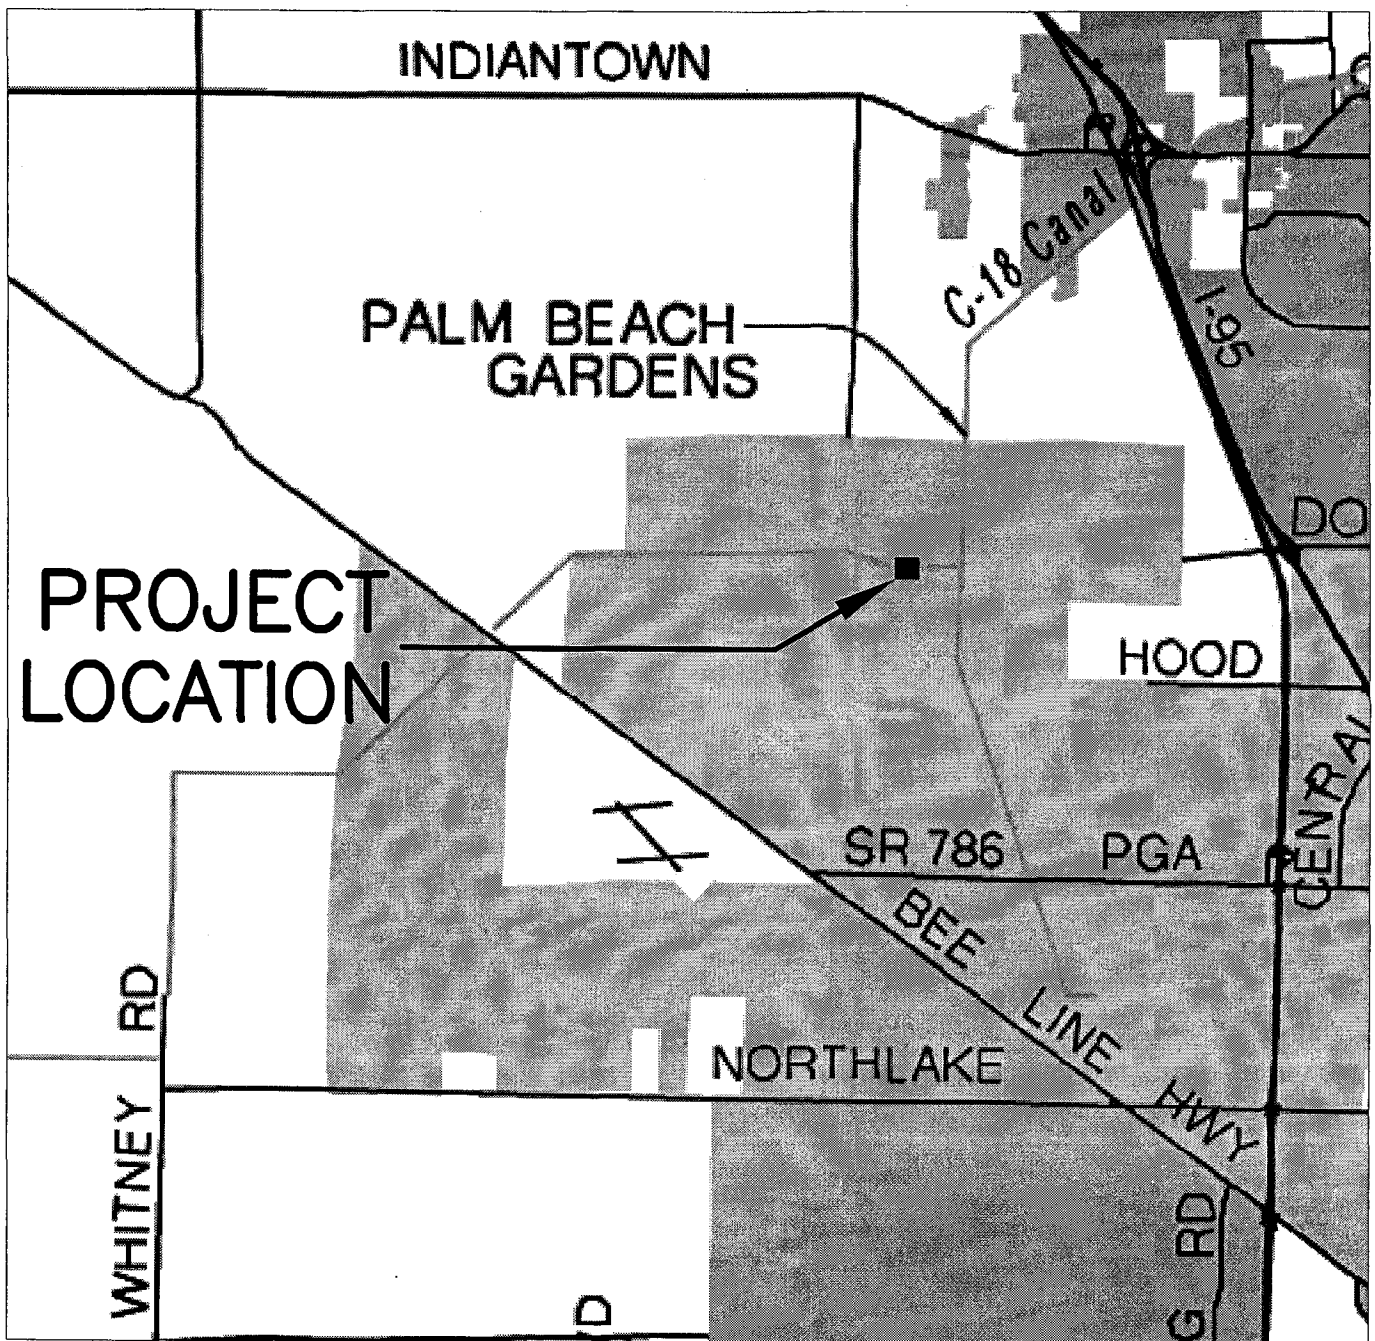 INDIANTOWN
C-18 Canal
I-95
PALM BEACH
GARDENS
DO
PROJECT
LOCATION
HOOD
CENTRAL
SR 786
PGA
BEE LINE HWY
NORTHLAKE
WHITNEY RD
G RD
D